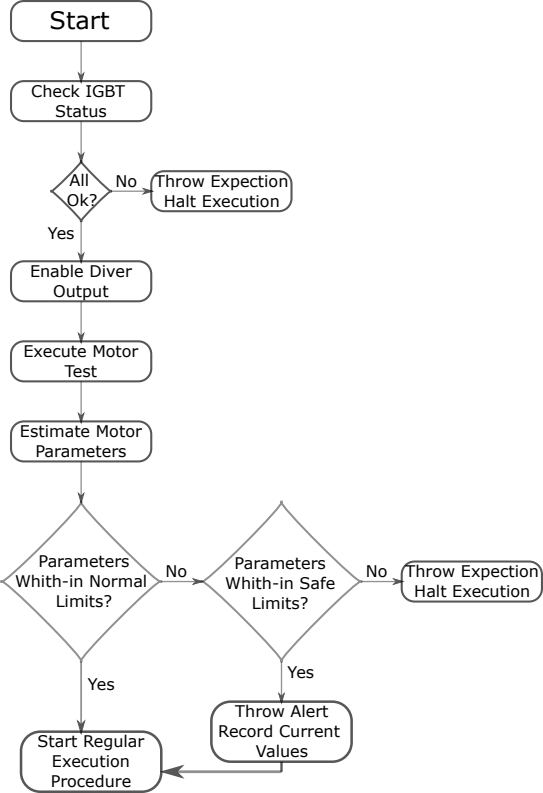 Start
Check IGBT
Status
All
Ok?
No
Throw Expection
Halt Execution
Yes
Enable Diver
Output
Execute Motor
Test
Estimate Motor
Parameters
Parameters
Whith-in Normal
Limits?
No
Parameters
Whith-in Safe
Limits?
No
Throw Expection
Halt Execution
Yes
Yes
Throw Alert
Record Current
Values
Start Regular
Execution
Procedure